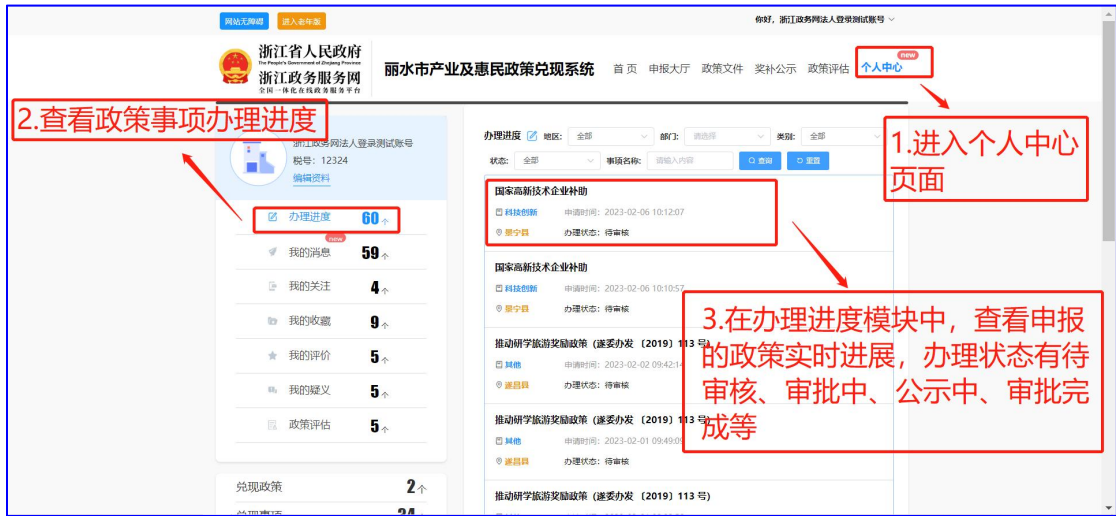 网站无障碍 进入老年版 你好，浙江政务网法人登录测试账号
浙江省人民政府
The People's Government of Zhejiang Province
浙江政务服务网
全国一体化在线政务服务平台
丽水市产业及惠民政策兑现系统 首页 申报大厅 政策文件 奖补公示 政策评估 个人中心 new
1.进入个人中心
页面
2.查看政策事项办理进度
浙江政务网法人登录测试账号
税号：12324
编辑资料
办理进度 60个
new
我的消息 59个
我的关注 4个
我的收藏 9个
我的评价 5个
我的疑义 5个
政策评估 5个
兑现政策 2个
兑现事项 24
办理进度 地区： 全部 部门： 请选择 类别： 全部
状态： 全部 事项名称： 请输入内容 查询 重置
国家高新技术企业补助
科技创新 申请时间：2023-02-06 10:12:07
景宁县 办理状态：待审核
国家高新技术企业补助
科技创新 申请时间：2023-02-06 10:10:57
景宁县 办理状态：待审核
推动研学旅游奖励政策（遂委办发〔2019〕113 号）
其他 申请时间：2023-02-02 09:42:14
遂昌县 办理状态：待审核
推动研学旅游奖励政策（遂委办发〔2019〕113 号）
其他 申请时间：2023-02-01 09:49:09
遂昌县 办理状态：待审核
推动研学旅游奖励政策（遂委办发〔2019〕113 号）
3.在办理进度模块中，查看申报
的政策实时进展，办理状态有待
审核、审批中、公示中、审批完
成等